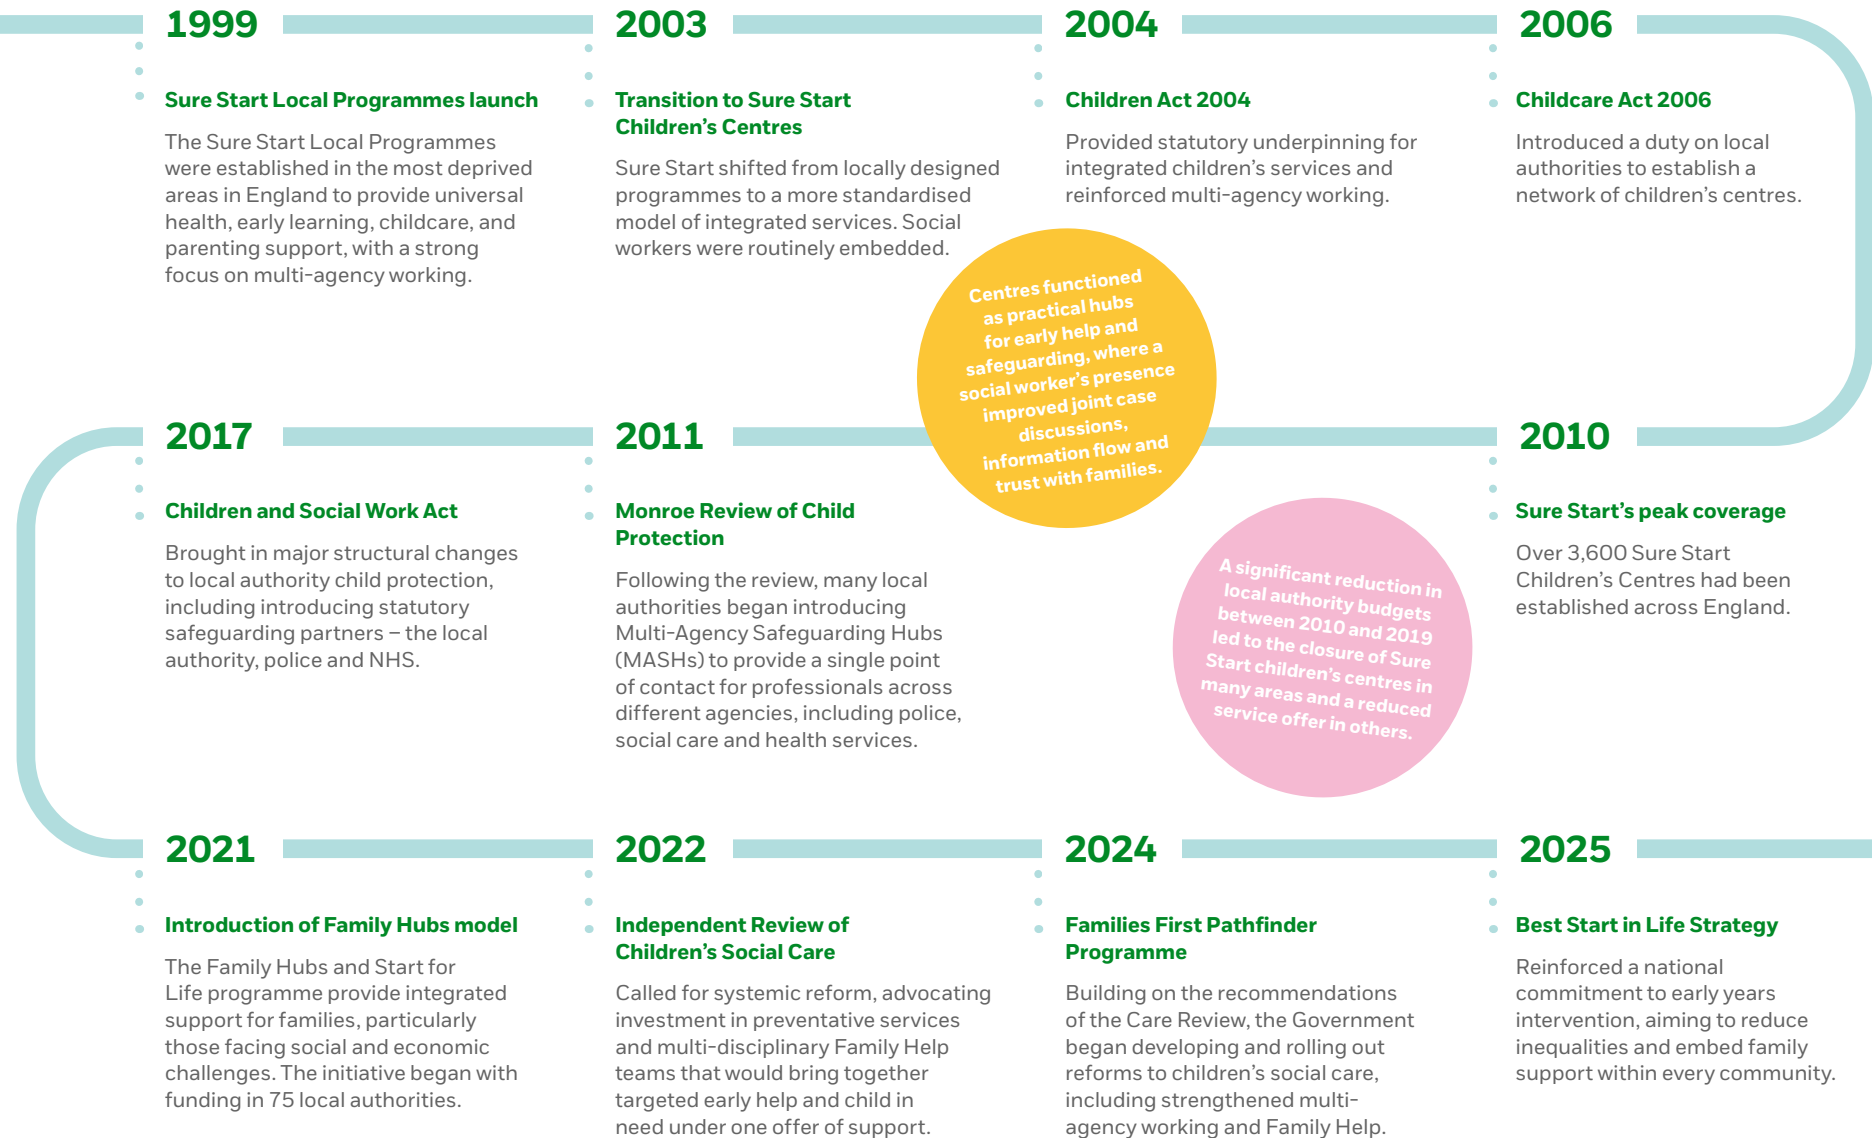 1999
Sure Start Local Programmes launch
The Sure Start Local Programmes
were established in the most deprived
areas in England to provide universal
health, early learning, childcare, and
parenting support, with a strong
focus on multi-agency working.
2003
Transition to Sure Start
Children’s Centres
Sure Start shifted from locally designed
programmes to a more standardised
model of integrated services. Social
workers were routinely embedded.
2004
Children Act 2004
Provided statutory underpinning for
integrated children’s services and
reinforced multi-agency working.
2006
Childcare Act 2006
Introduced a duty on local
authorities to establish a
network of children’s centres.
Centres functioned
as practical hubs
for early help and
safeguarding, where a
social worker’s presence
improved joint case
discussions,
information flow and
trust with families.
2010
Sure Start’s peak coverage
Over 3,600 Sure Start
Children’s Centres had been
established across England.
A significant reduction in
local authority budgets
between 2010 and 2019
led to the closure of Sure
Start children’s centres in
many areas and a reduced
service offer in others.
2011
Monroe Review of Child
Protection
Following the review, many local
authorities began introducing
Multi-Agency Safeguarding Hubs
(MASHs) to provide a single point
of contact for professionals across
different agencies, including police,
social care and health services.
2017
Children and Social Work Act
Brought in major structural changes
to local authority child protection,
including introducing statutory
safeguarding partners – the local
authority, police and NHS.
2021
Introduction of Family Hubs model
The Family Hubs and Start for
Life programme provide integrated
support for families, particularly
those facing social and economic
challenges. The initiative began with
funding in 75 local authorities.
2022
Independent Review of
Children’s Social Care
Called for systemic reform, advocating
investment in preventative services
and multi-disciplinary Family Help
teams that would bring together
targeted early help and child in
need under one offer of support.
2024
Families First Pathfinder
Programme
Building on the recommendations
of the Care Review, the Government
began developing and rolling out
reforms to children’s social care,
including strengthened multi-
agency working and Family Help.
2025
Best Start in Life Strategy
Reinforced a national
commitment to early years
intervention, aiming to reduce
inequalities and embed family
support within every community.